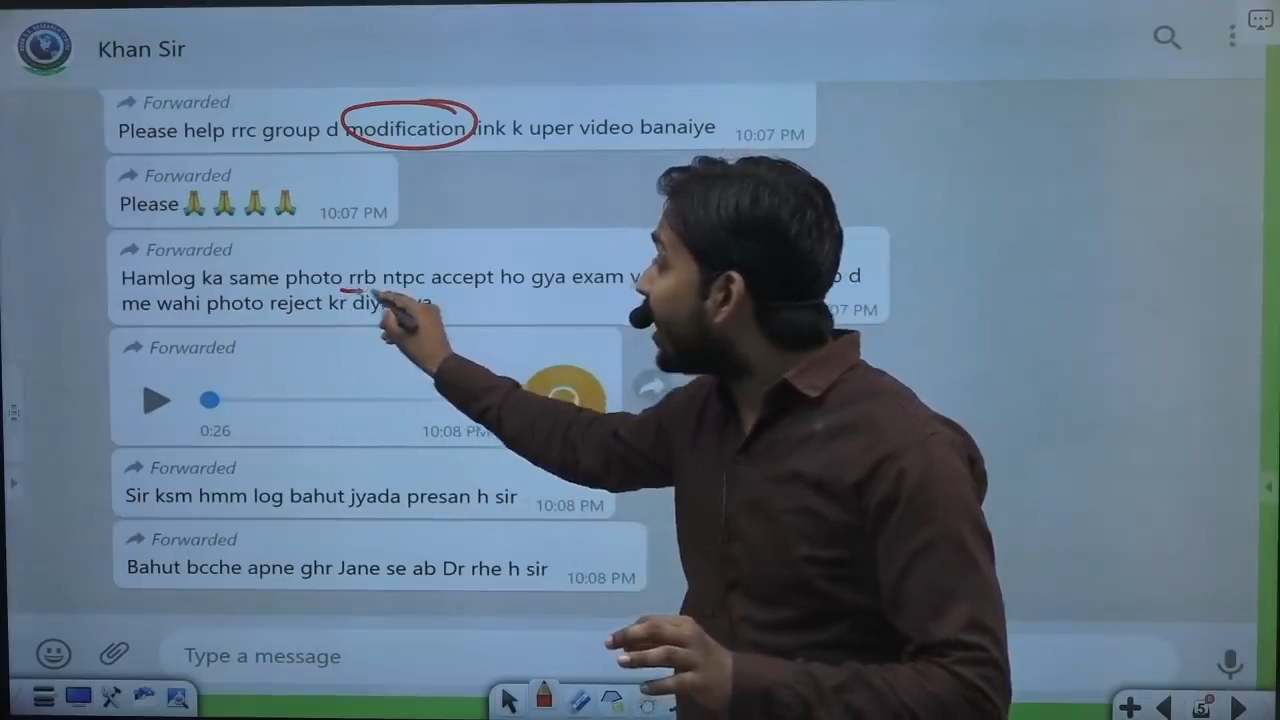 Khan Sir
Forwarded
Please help rrc group d modification link k uper video banaiye 10:07 PM
Forwarded
Please🙏🙏🙏🙏 10:07 PM
Forwarded
Hamlog ka same photo rrb ntpc accept ho gya exam d
me wahi photo reject kr 07 PM
Forwarded
0:26 10:08 PM
Forwarded
Sir ksm hmm log bahut jyada presan h sir 10:08 PM
Forwarded
Bahut bcche apne ghr Jane se ab Dr rhe h sir 10:08 PM
Type a message
5